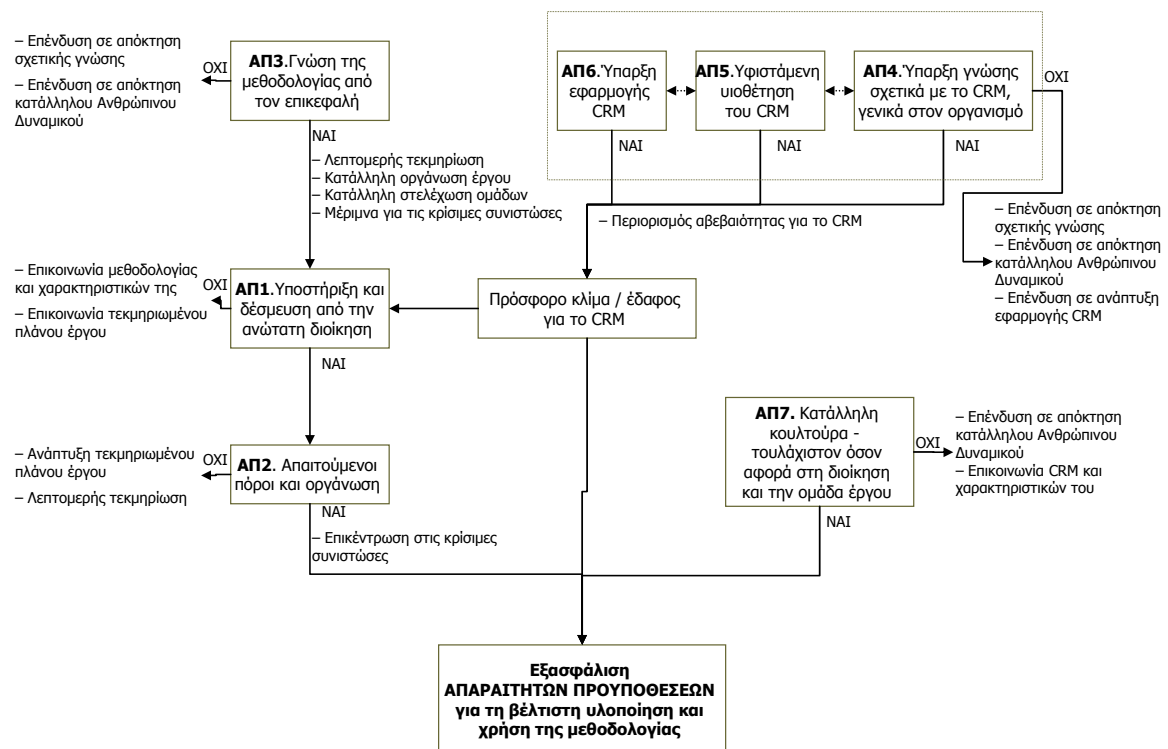 – Επένδυση σε απόκτηση
σχετικής γνώσης
– Επένδυση σε απόκτηση
κατάλληλου Ανθρώπινου
Δυναμικού
ΟΧΙ
ΑΠ3.Γνώση της
μεθοδολογίας από
τον επικεφαλή
ΝΑΙ
– Λεπτομερής τεκμηρίωση
– Κατάλληλη οργάνωση έργου
– Κατάλληλη στελέχωση ομάδων
– Μέριμνα για τις κρίσιμες συνιστώσες
ΑΠ6.Ύπαρξη
εφαρμογής
CRM
ΝΑΙ
ΑΠ5.Υφιστάμενη
υιοθέτηση
του CRM
ΝΑΙ
ΑΠ4.Ύπαρξη γνώσης
σχετικά με το CRM,
γενικά στον οργανισμό
ΝΑΙ
ΟΧΙ
– Περιορισμός αβεβαιότητας για το CRM
– Επένδυση σε απόκτηση
σχετικής γνώσης
– Επένδυση σε απόκτηση
κατάλληλου Ανθρώπινου
Δυναμικού
– Επένδυση σε ανάπτυξη
εφαρμογής CRM
– Επικοινωνία μεθοδολογίας
και χαρακτηριστικών της
– Επικοινωνία τεκμηριωμένου
πλάνου έργου
ΟΧΙ
ΑΠ1.Υποστήριξη και
δέσμευση από την
ανώτατη διοίκηση
ΝΑΙ
Πρόσφορο κλίμα / έδαφος
για το CRM
– Ανάπτυξη τεκμηριωμένου
πλάνου έργου
– Λεπτομερής τεκμηρίωση
ΟΧΙ
ΑΠ2. Απαιτούμενοι
πόροι και οργάνωση
ΝΑΙ
– Επικέντρωση στις κρίσιμες
συνιστώσες
ΑΠ7. Κατάλληλη
κουλτούρα -
τουλάχιστον όσον
αφορά στη διοίκηση
και την ομάδα έργου
ΝΑΙ
ΟΧΙ
– Επένδυση σε απόκτηση
κατάλληλου Ανθρώπινου
Δυναμικού
– Επικοινωνία CRM και
χαρακτηριστικών του
Εξασφάλιση
ΑΠΑΡΑΙΤΗΤΩΝ ΠΡΟΥΠΟΘΕΣΕΩΝ
για τη βέλτιστη υλοποίηση και
χρήση της μεθοδολογίας